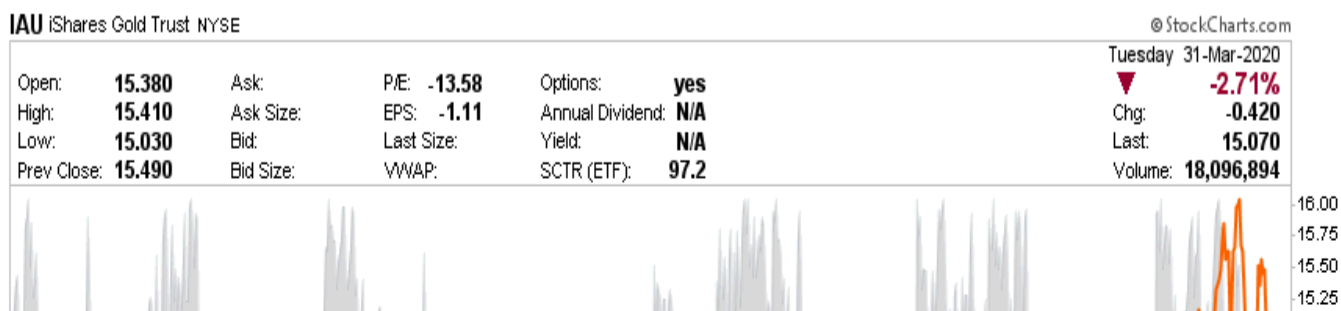 IAU iShares Gold Trust NYSE © StockCharts.com
Tuesday 31-Mar-2020
Open: 15.380 Ask: P/E: -13.58 Options: yes -2.71%
High: 15.410 Ask Size: EPS: -1.11 Annual Dividend: N/A Chg: -0.420
Low: 15.030 Bid: Last Size: Yield: N/A Last: 15.070
Prev Close: 15.490 Bid Size: VWAP: SCTR (ETF): 97.2 Volume: 18,096,894
16.00
15.75
15.50
15.25